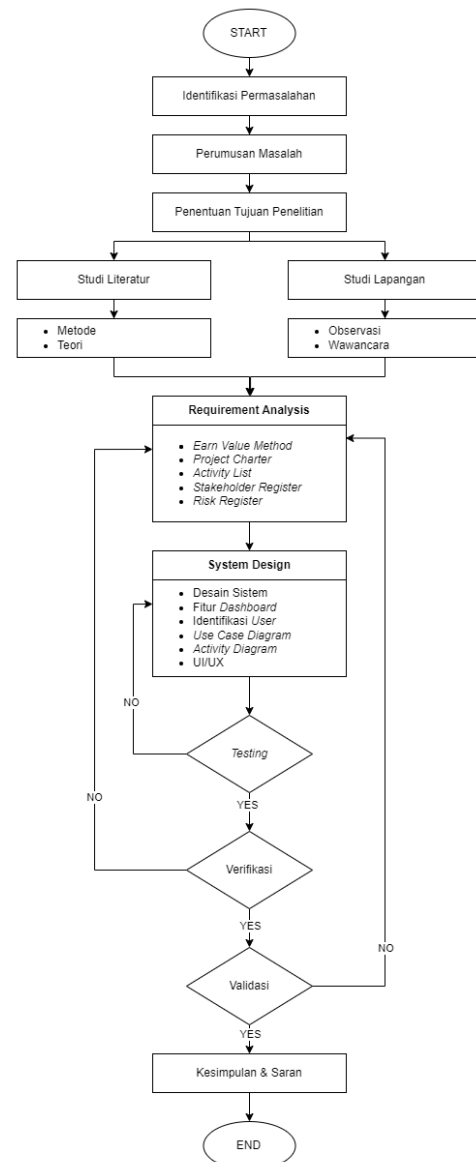 START
Identifikasi Permasalahan
Perumusan Masalah
Penentuan Tujuan Penelitian
Studi Literatur
Studi Lapangan
• Metode
• Teori
• Observasi
• Wawancara
Requirement Analysis
• Earn Value Method
• Project Charter
• Activity List
• Stakeholder Register
• Risk Register
System Design
• Desain Sistem
• Fitur Dashboard
• Identifikasi User
• Use Case Diagram
• Activity Diagram
• UI/UX
NO
Testing
YES
NO
Verifikasi
YES
NO
Validasi
YES
Kesimpulan & Saran
END